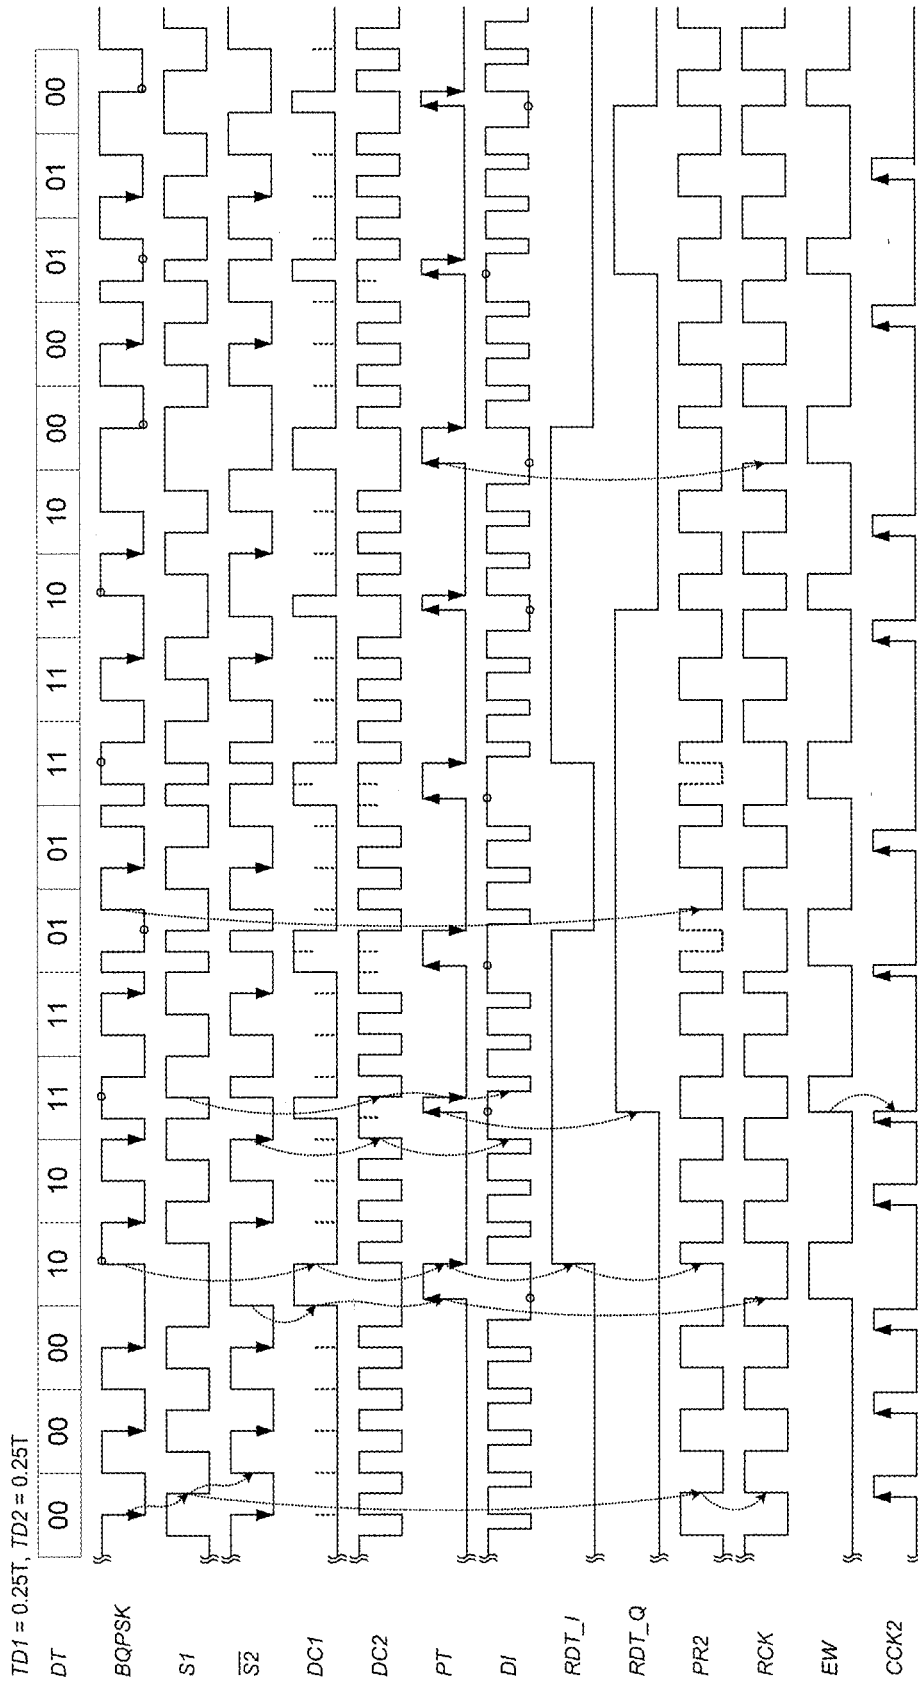 TD1 = 0.25T, TD2 = 0.25T
DT 00 00 00 10 10 11 11 01 01 11 11 10 10 00 00 01 01 00
BQPSK
S1
S̅2̅
DC1
DC2
PT
DI
RDT_I
RDT_Q
PR2
RCK
EW
CCK2